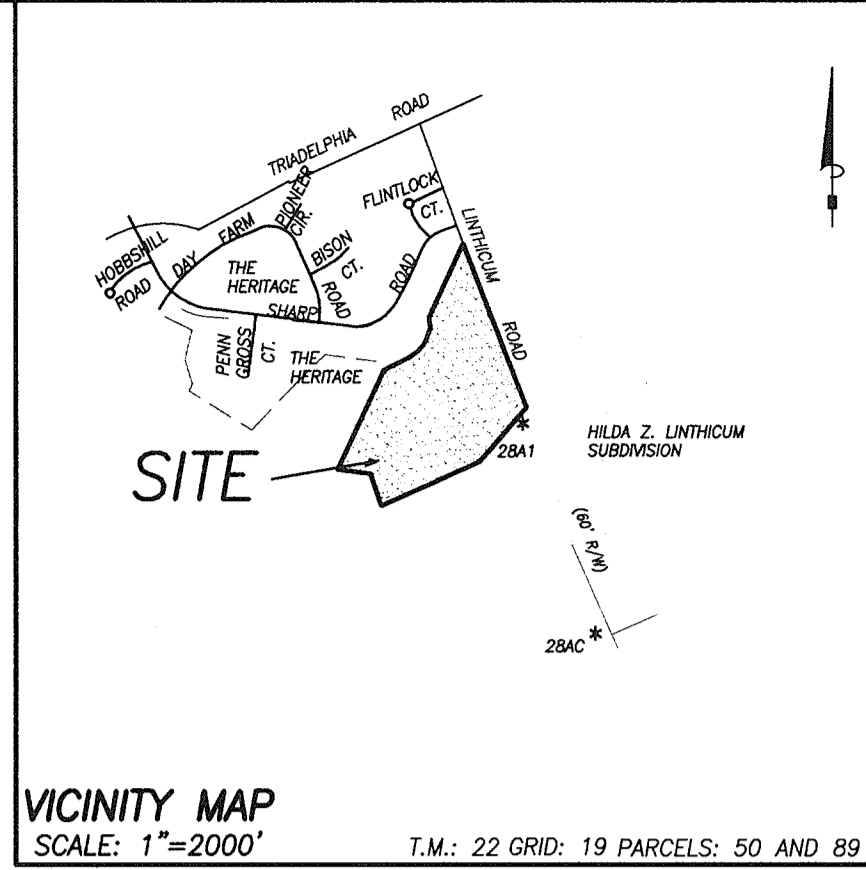 TRIADELPHIA ROAD
PIONEER
CIR.
FLINTLOCK
CT.
HOBBSHILL
ROAD
DAY FARM ROAD
BISON
CT.
THE
HERITAGE
SHARP ROAD
LINTHICUM ROAD
PENN
GROSS
CT.
THE
HERITAGE
28A1
HILDA Z. LINTHICUM
SUBDIVISION
SITE
(60' R/W)
28AC
VICINITY MAP
SCALE: 1"=2000'
T.M.: 22 GRID: 19 PARCELS: 50 AND 89